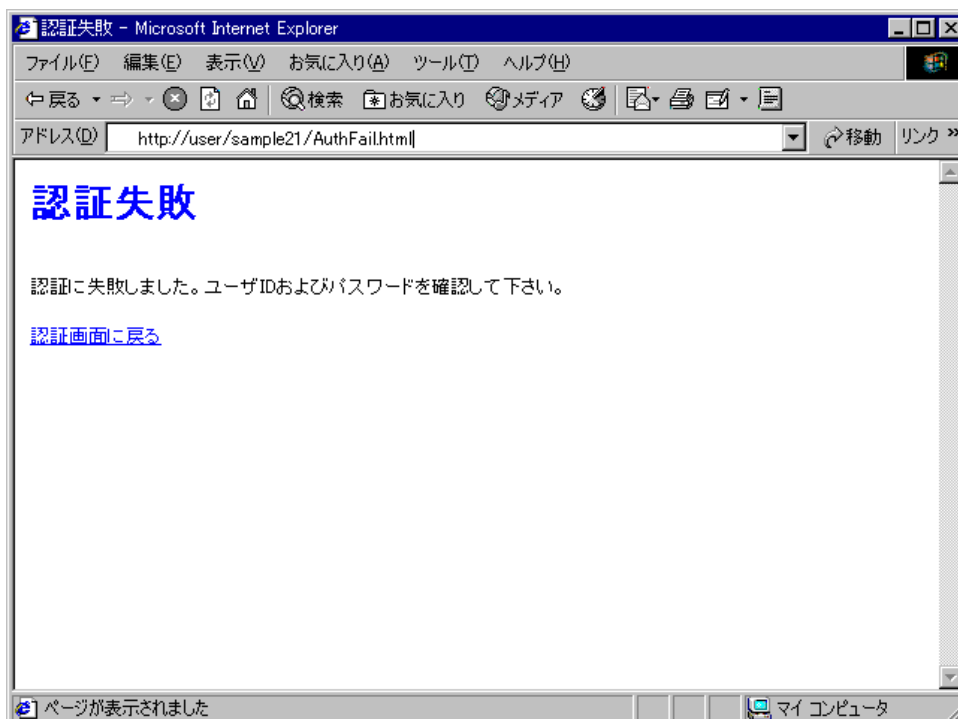 認証失敗 - Microsoft Internet Explorer
ファイル(F) 編集(E) 表示(V) お気に入り(A) ツール(T) ヘルプ(H)
戻る 検索 お気に入り メディア
アドレス(D) http://user/sample21/AuthFail.html 移動 リンク »
認証失敗
認証に失敗しました。ユーザIDおよびパスワードを確認して下さい。
認証画面に戻る
ページが表示されました マイ コンピュータ